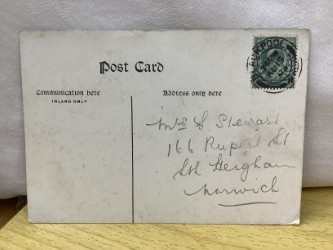 Post Card
Communication here
INLAND ONLY
Address only here
Mrs S Stewart
166 Rupert St
Norwich